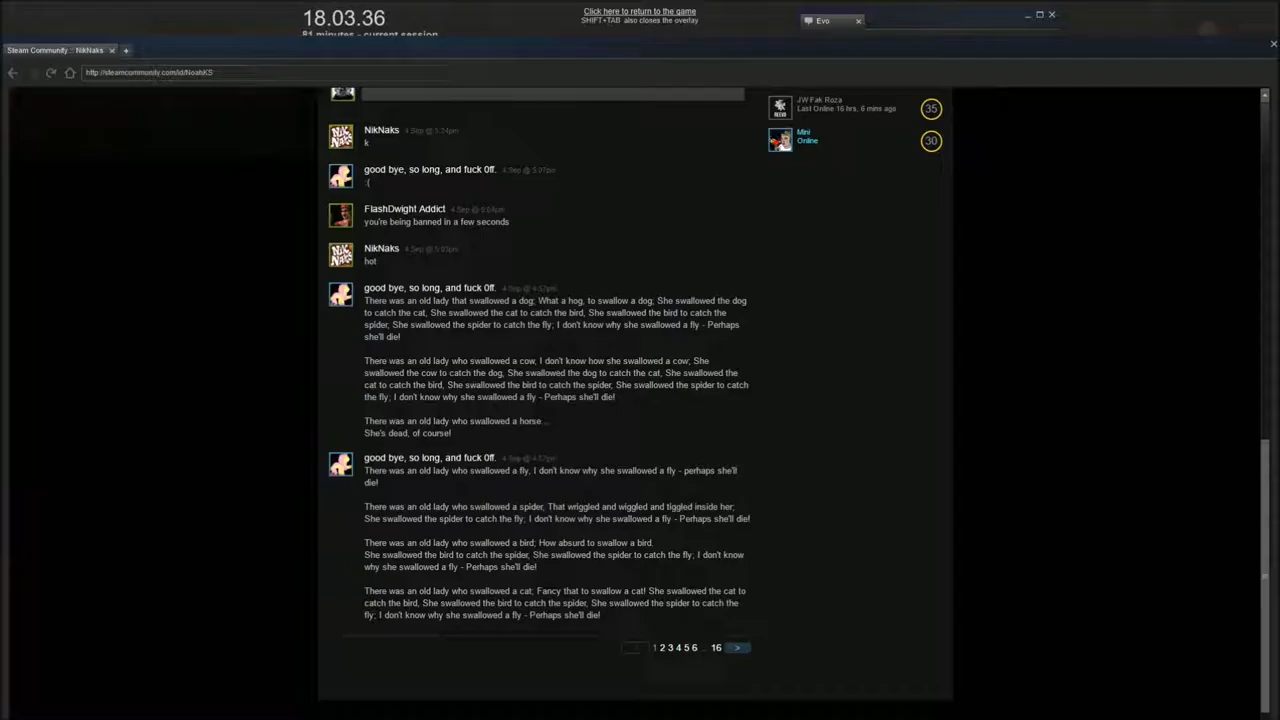 18.03.36
81 minutes - current session
Click here to return to the game
SHIFT+TAB also closes the overlay
Evo
Steam Community :: NikNaks
http://steamcommunity.com/id/NoahKS
JW Fak Roza
Last Online 16 hrs, 6 mins ago
35
Mini
Online
30
NikNaks
k
good bye, so long, and fuck 0ff.
:(
FlashDwight Addict
you're being banned in a few seconds
NikNaks
hot
good bye, so long, and fuck 0ff.
There was an old lady that swallowed a dog; What a hog, to swallow a dog; She swallowed the dog
to catch the cat, She swallowed the cat to catch the bird, She swallowed the bird to catch the
spider, She swallowed the spider to catch the fly; I don't know why she swallowed a fly - Perhaps
she'll die!
There was an old lady who swallowed a cow, I don't know how she swallowed a cow; She
swallowed the cow to catch the dog, She swallowed the dog to catch the cat, She swallowed the
cat to catch the bird, She swallowed the bird to catch the spider, She swallowed the spider to catch
the fly; I don't know why she swallowed a fly - Perhaps she'll die!
There was an old lady who swallowed a horse...
She's dead, of course!
good bye, so long, and fuck 0ff.
There was an old lady who swallowed a fly, I don't know why she swallowed a fly - perhaps she'll
die!
There was an old lady who swallowed a spider, That wriggled and wiggled and tiggled inside her;
She swallowed the spider to catch the fly; I don't know why she swallowed a fly - Perhaps she'll die!
There was an old lady who swallowed a bird; How absurd to swallow a bird.
She swallowed the bird to catch the spider, She swallowed the spider to catch the fly; I don't know
why she swallowed a fly - Perhaps she'll die!
There was an old lady who swallowed a cat; Fancy that to swallow a cat! She swallowed the cat to
catch the bird, She swallowed the bird to catch the spider, She swallowed the spider to catch the
fly; I don't know why she swallowed a fly - Perhaps she'll die!
1 2 3 4 5 6 ... 16 >